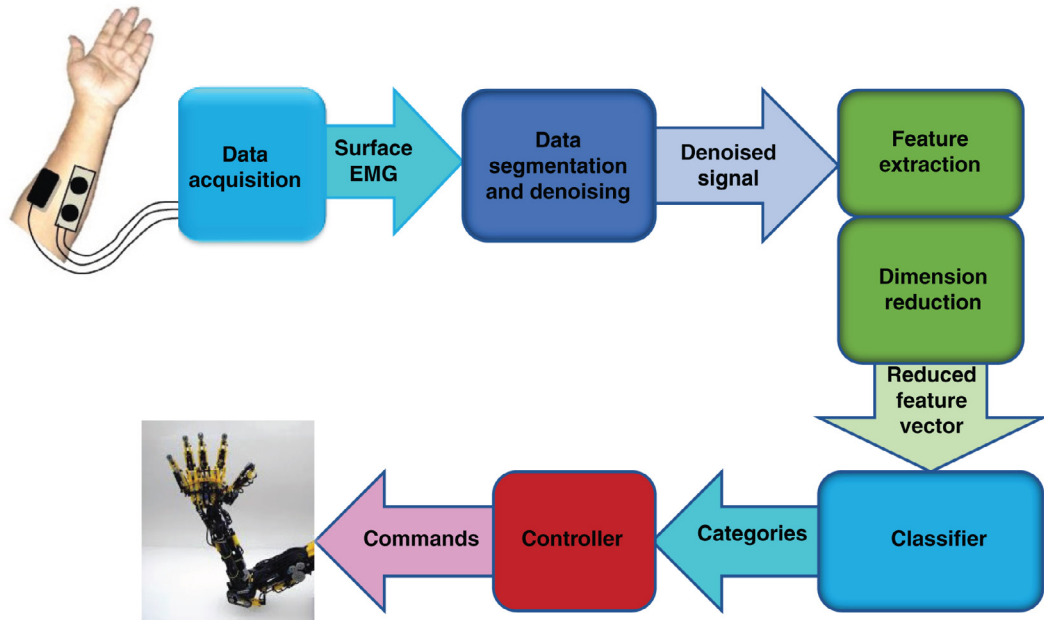 Data
acquisition
Surface
EMG
Data
segmentation
and denoising
Denoised
signal
Feature
extraction
Dimension
reduction
Reduced
feature
vector
Classifier
Categories
Controller
Commands